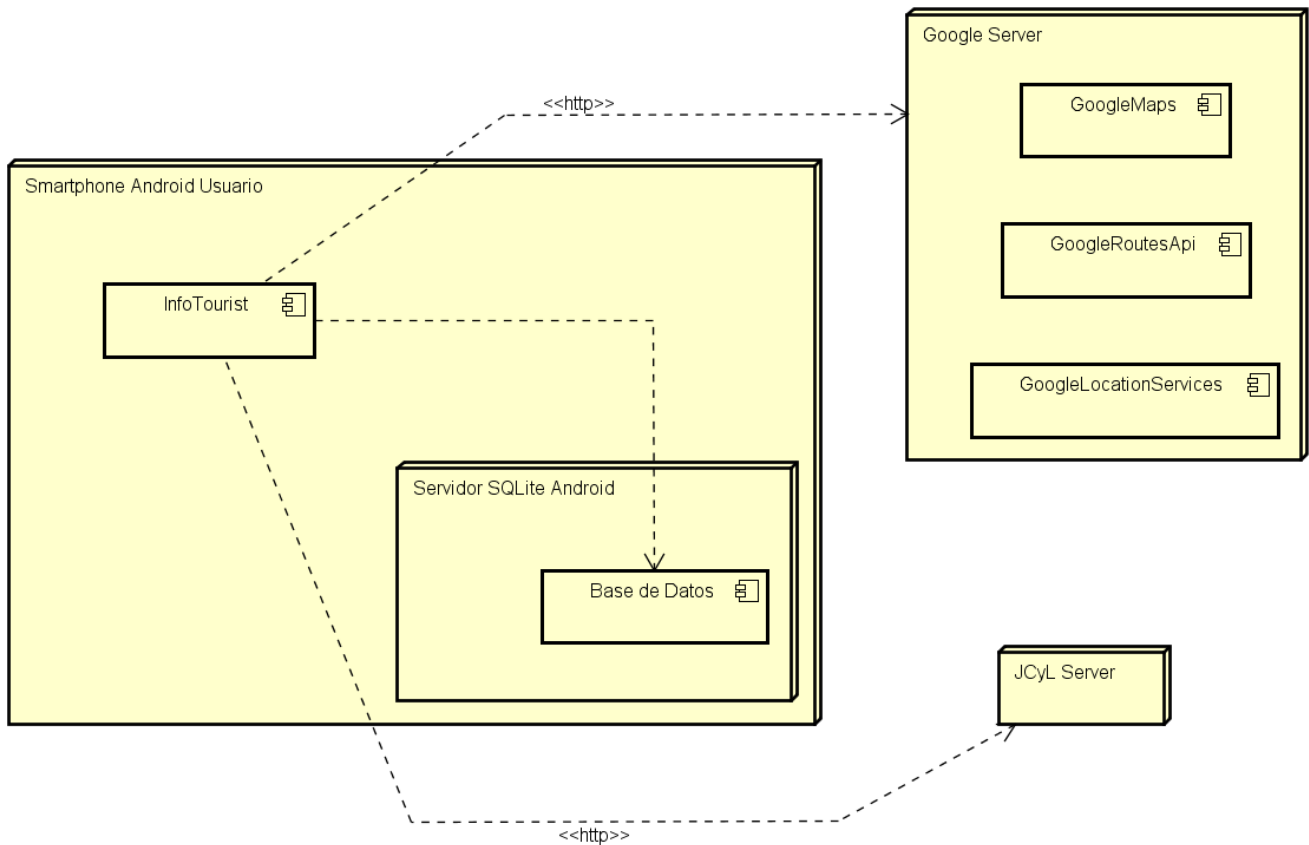 Google Server
GoogleMaps
<<http>>
Smartphone Android Usuario
GoogleRoutesApi
InfoTourist
GoogleLocationServices
Servidor SQLite Android
Base de Datos
JCyL Server
<<http>>